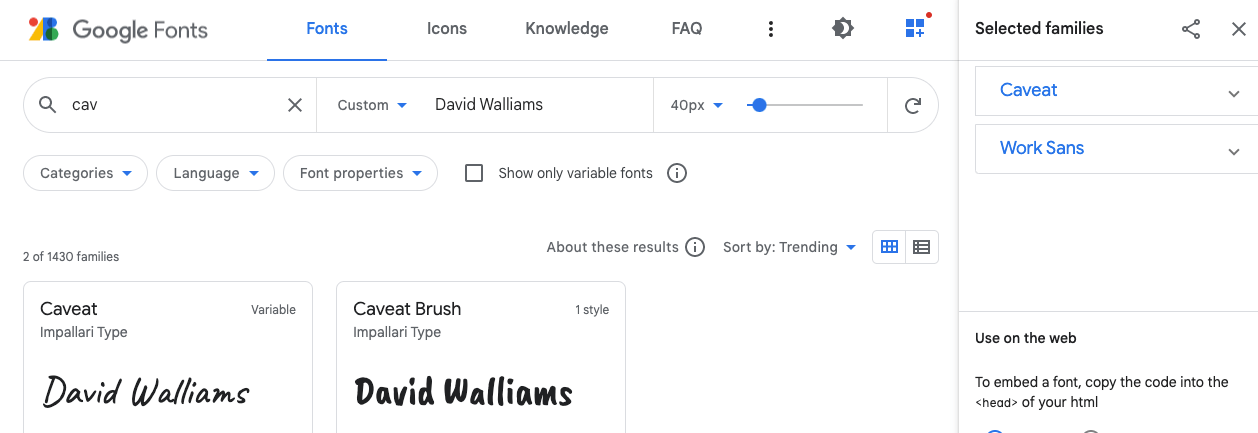 Google Fonts Fonts Icons Knowledge FAQ Selected families
cav Custom David Walliams 40px
Caveat
Work Sans
Categories Language Font properties Show only variable fonts
2 of 1430 families About these results Sort by: Trending
Caveat Variable
Impallari Type
David Walliams
Caveat Brush 1 style
Impallari Type
David Walliams
Use on the web
To embed a font, copy the code into the
<head> of your html